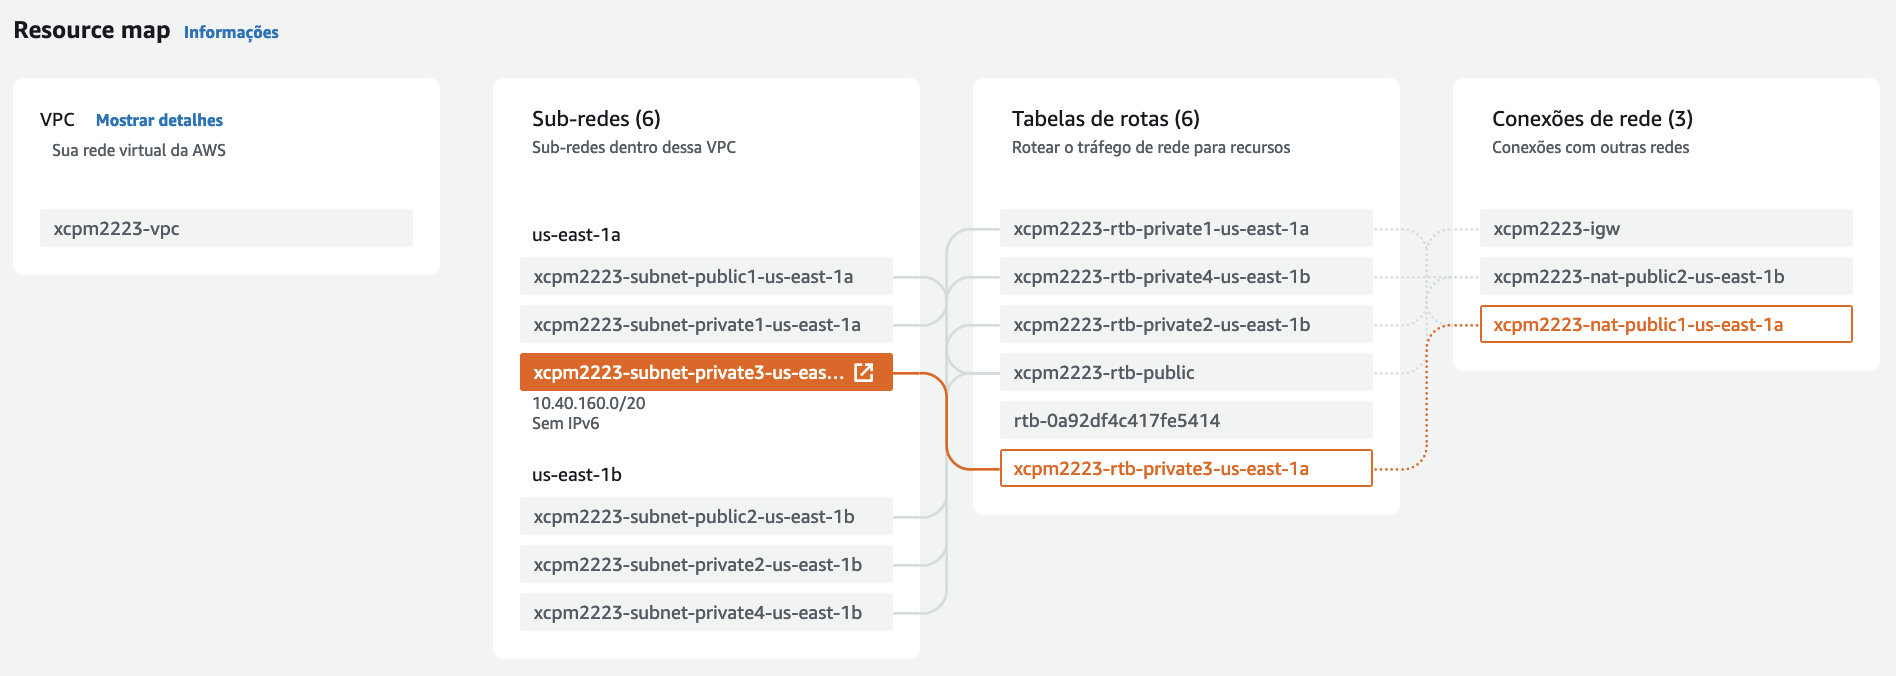 Resource map Informações
VPC Mostrar detalhes
Sua rede virtual da AWS
xcpm2223-vpc
Sub-redes (6)
Sub-redes dentro dessa VPC
us-east-1a
xcpm2223-subnet-public1-us-east-1a
xcpm2223-subnet-private1-us-east-1a
xcpm2223-subnet-private3-us-eas...
10.40.160.0/20
Sem IPv6
us-east-1b
xcpm2223-subnet-public2-us-east-1b
xcpm2223-subnet-private2-us-east-1b
xcpm2223-subnet-private4-us-east-1b
Tabelas de rotas (6)
Rotear o tráfego de rede para recursos
xcpm2223-rtb-private1-us-east-1a
xcpm2223-rtb-private4-us-east-1b
xcpm2223-rtb-private2-us-east-1b
xcpm2223-rtb-public
rtb-0a92df4c417fe5414
xcpm2223-rtb-private3-us-east-1a
Conexões de rede (3)
Conexões com outras redes
xcpm2223-igw
xcpm2223-nat-public2-us-east-1b
xcpm2223-nat-public1-us-east-1a